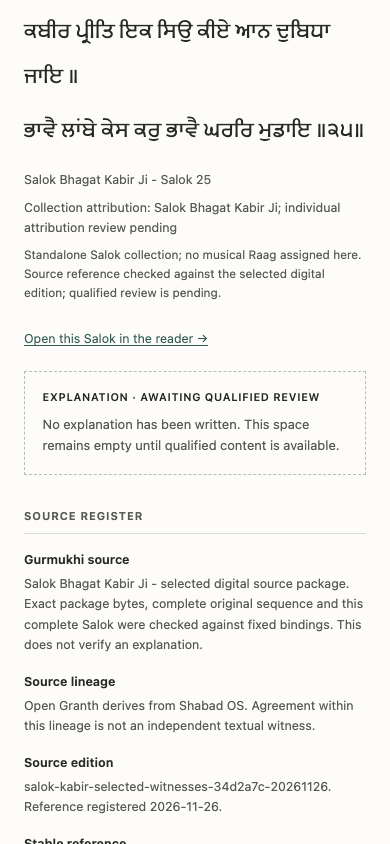 ਕਬੀਰ ਪ੍ਰੀਤਿ ਇਕ ਸਿਉ ਕੀਏ ਆਨ ਦੁਬਿਧਾ
ਜਾਇ ॥
ਭਾਵੈ ਲਾਂਬੇ ਕੇਸ ਕਰੁ ਭਾਵੈ ਘਰਰਿ ਮੁਡਾਇ ॥੨੫॥
Salok Bhagat Kabir Ji - Salok 25
Collection attribution: Salok Bhagat Kabir Ji; individual
attribution review pending
Standalone Salok collection; no musical Raag assigned here.
Source reference checked against the selected digital
edition; qualified review is pending.
Open this Salok in the reader →
EXPLANATION · AWAITING QUALIFIED REVIEW
No explanation has been written. This space
remains empty until qualified content is available.
SOURCE REGISTER
Gurmukhi source
Salok Bhagat Kabir Ji - selected digital source package.
Exact package bytes, complete original sequence and this
complete Salok were checked against fixed bindings. This
does not verify an explanation.
Source lineage
Open Granth derives from Shabad OS. Agreement within
this lineage is not an independent textual witness.
Source edition
salok-kabir-selected-witnesses-34d2a7c-20261126.
Reference registered 2026-11-26.
Stable reference